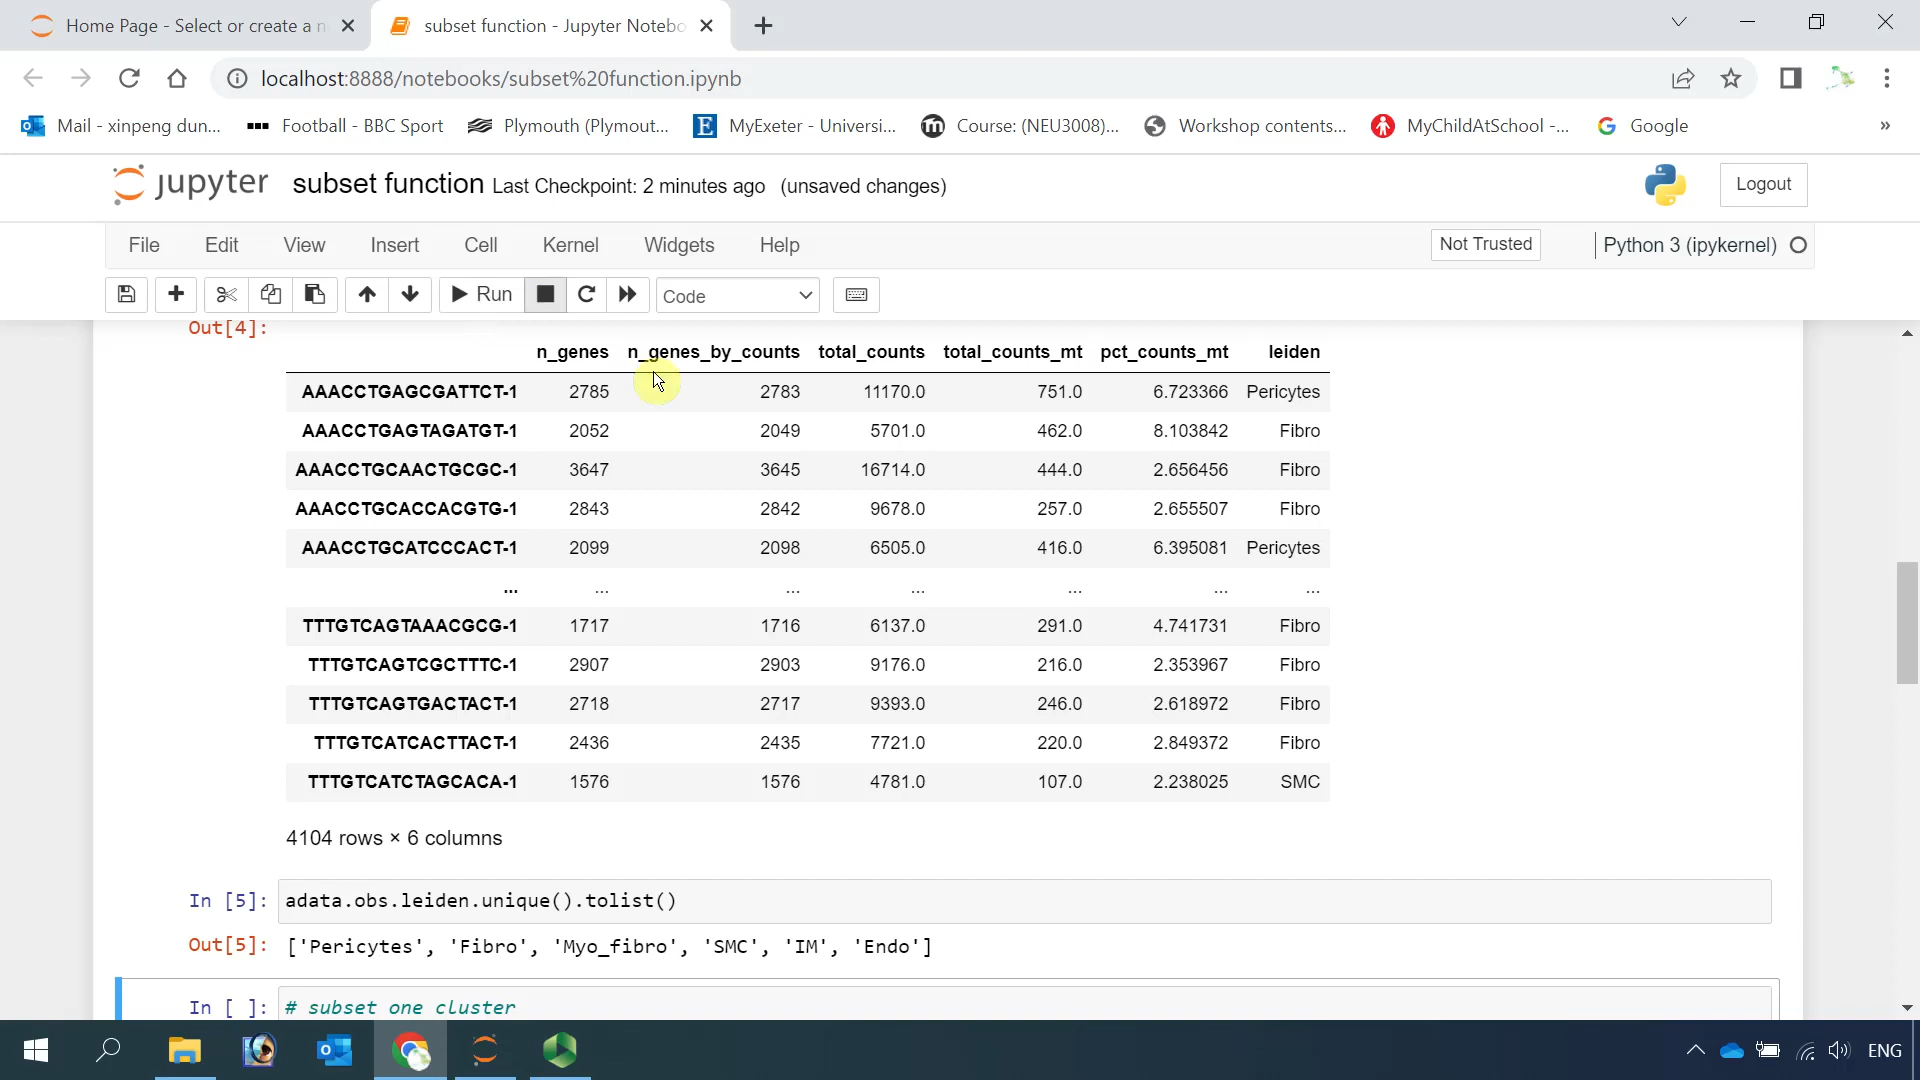 Home Page - Select or create a n
subset function - Jupyter Notebo
localhost:8888/notebooks/subset%20function.ipynb
Mail - xinpeng dun...
Football - BBC Sport
Plymouth (Plymout...
MyExeter - Universi...
Course: (NEU3008)...
Workshop contents...
MyChildAtSchool -...
Google
»
jupyter subset function Last Checkpoint: 2 minutes ago (unsaved changes)
Logout
File Edit View Insert Cell Kernel Widgets Help
Not Trusted
Python 3 (ipykernel)
Run
Code
Out[4]:
n_genes n_genes_by_counts total_counts total_counts_mt pct_counts_mt leiden
AAACCTGAGCGATTCT-1 2785 2783 11170.0 751.0 6.723366 Pericytes
AAACCTGAGTAGATGT-1 2052 2049 5701.0 462.0 8.103842 Fibro
AAACCTGCAACTGCGC-1 3647 3645 16714.0 444.0 2.656456 Fibro
AAACCTGCACCACGTG-1 2843 2842 9678.0 257.0 2.655507 Fibro
AAACCTGCATCCCACT-1 2099 2098 6505.0 416.0 6.395081 Pericytes
... ... ... ... ... ... ...
TTTGTCAGTAAACGCG-1 1717 1716 6137.0 291.0 4.741731 Fibro
TTTGTCAGTCGCTTTC-1 2907 2903 9176.0 216.0 2.353967 Fibro
TTTGTCAGTGACTACT-1 2718 2717 9393.0 246.0 2.618972 Fibro
TTTGTCATCACTTACT-1 2436 2435 7721.0 220.0 2.849372 Fibro
TTTGTCATCTAGCACA-1 1576 1576 4781.0 107.0 2.238025 SMC
4104 rows × 6 columns
In [5]: adata.obs.leiden.unique().tolist()
Out[5]: ['Pericytes', 'Fibro', 'Myo_fibro', 'SMC', 'IM', 'Endo']
In [ ]: # subset one cluster
ENG